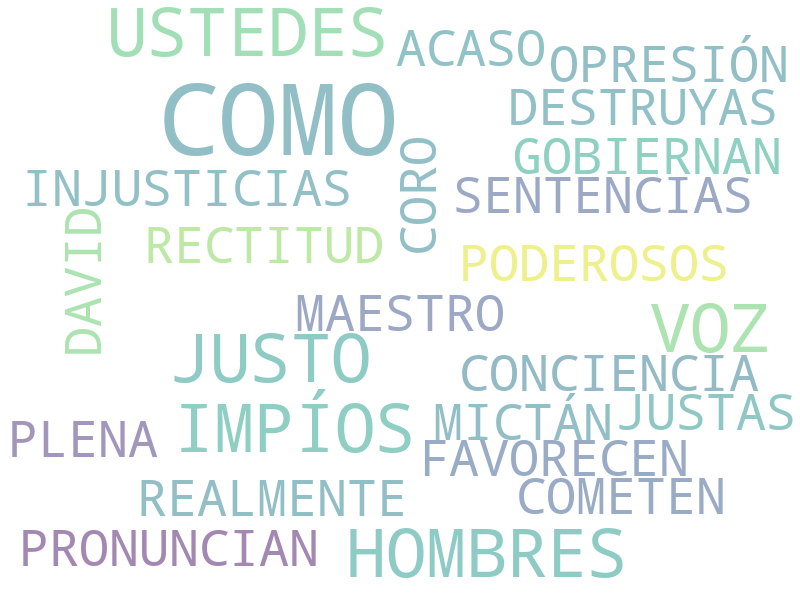 USTEDES
ACASO
OPRESIÓN
COMO
DESTRUYAS
GOBIERNAN
CORO
INJUSTICIAS
SENTENCIAS
DAVID
RECTITUD
PODEROSOS
MAESTRO
VOZ
JUSTO
CONCIENCIA
IMPÍOS
MICTÁN
JUSTAS
PLENA
FAVORECEN
REALMENTE
COMETEN
PRONUNCIAN
HOMBRES